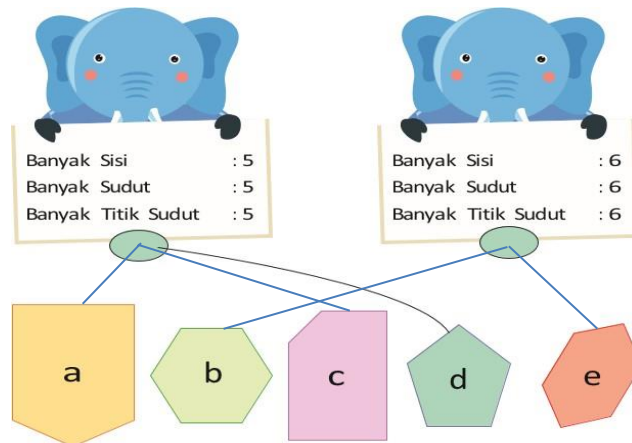 Banyak Sisi : 5
Banyak Sudut : 5
Banyak Titik Sudut : 5
Banyak Sisi : 6
Banyak Sudut : 6
Banyak Titik Sudut : 6
a
b
c
d
e